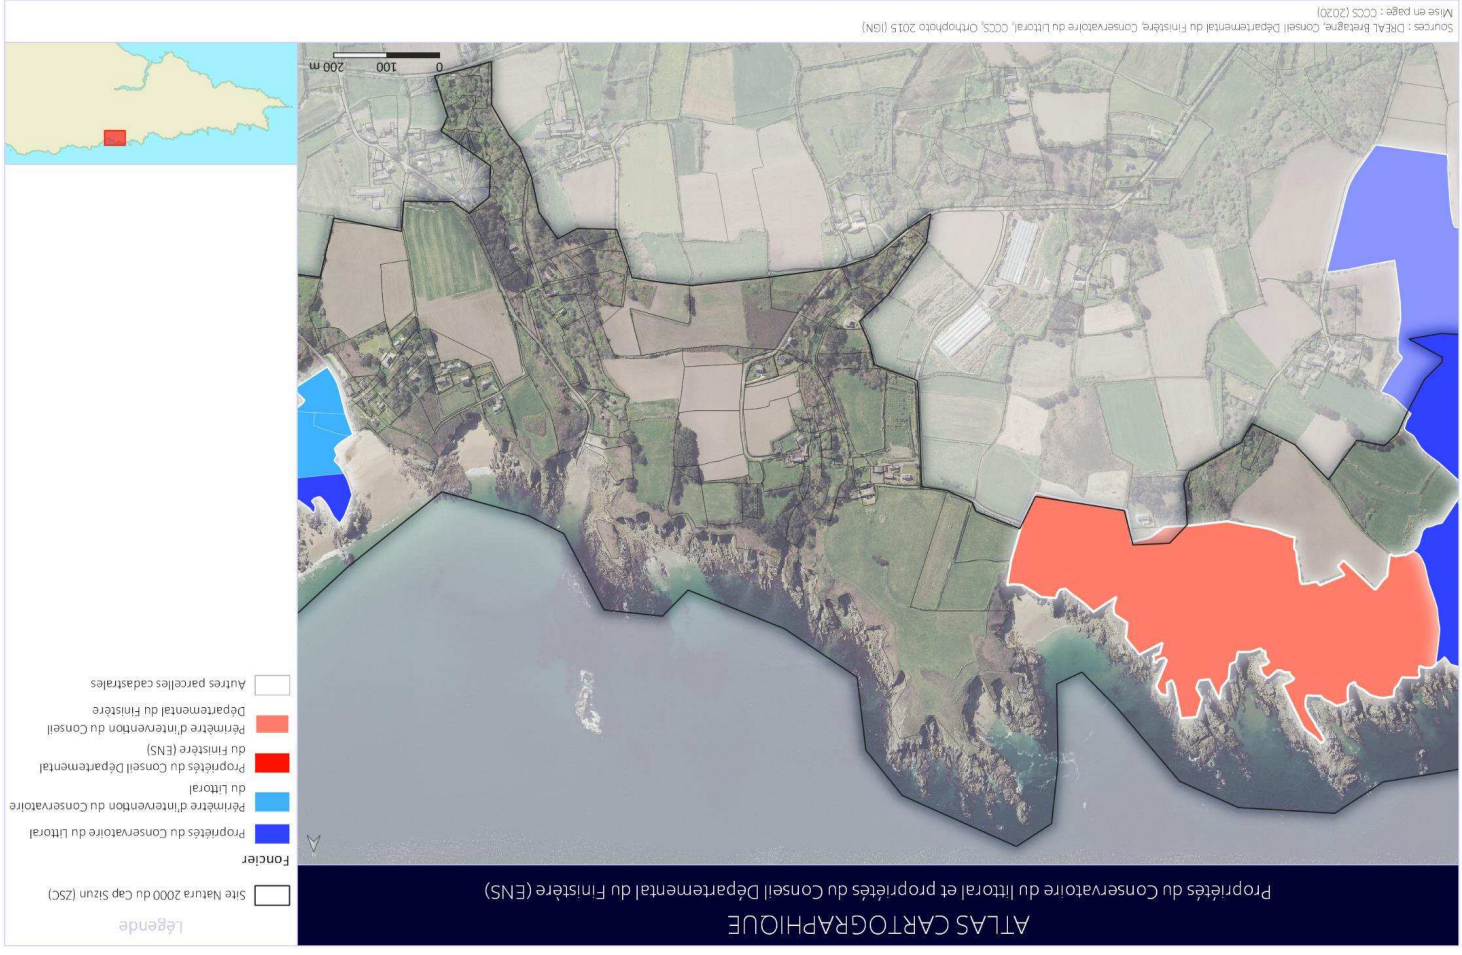 ATLAS CARTOGRAPHIQUE
Propriétés du Conservatoire du littoral et propriétés du Conseil Départemental du Finistère (ENS)
Légende
Site Natura 2000 du Cap Sizun (ZSC)
Foncier
Propriétés du Conservatoire du Littoral
Périmètre d'intervention du Conservatoire
du Littoral
Propriétés du Conseil Départemental
du Finistère (ENS)
Périmètre d'intervention du Conseil
Départemental du Finistère
Autres parcelles cadastrales
0 100 200 m
Sources : DREAL Bretagne, Conseil Départemental du Finistère, Conservatoire du Littoral, CCCS, Orthophoto 2015 (IGN)
Mise en page : CCCS (2020)